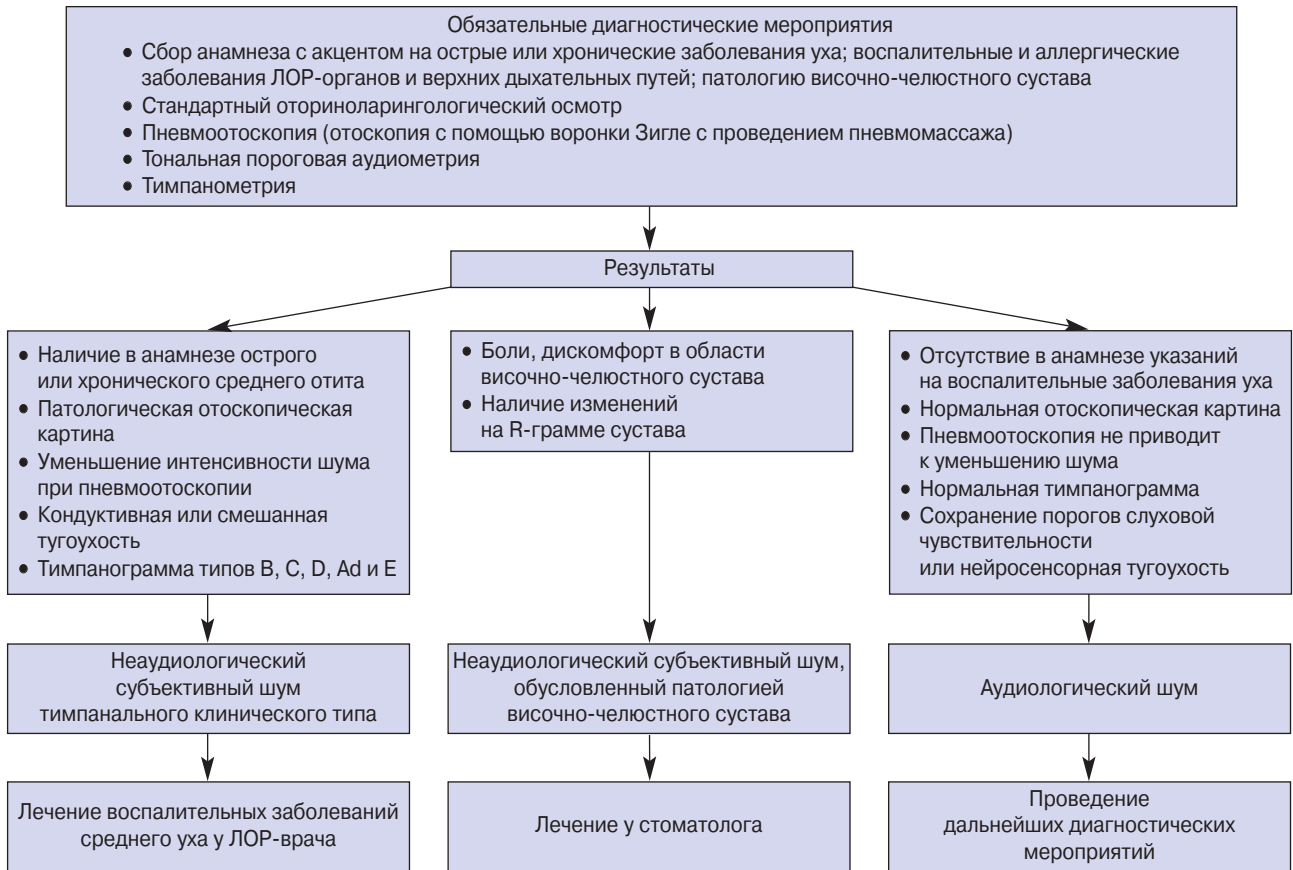 Обязательные диагностические мероприятия
• Сбор анамнеза с акцентом на острые или хронические заболевания уха; воспалительные и аллергические
заболевания ЛОР-органов и верхних дыхательных путей; патологию височно-челюстного сустава
• Стандартный оториноларингологический осмотр
• Пневмоотоскопия (отоскопия с помощью воронки Зигле с проведением пневмомассажа)
• Тональная пороговая аудиометрия
• Тимпанометрия
Результаты
• Наличие в анамнезе острого
или хронического среднего отита
• Патологическая отоскопическая
картина
• Уменьшение интенсивности шума
при пневмоотоскопии
• Кондуктивная или смешанная
тугоухость
• Тимпанограмма типов B, C, D, Ad и E
• Боли, дискомфорт в области
височно-челюстного сустава
• Наличие изменений
на R-грамме сустава
• Отсутствие в анамнезе указаний
на воспалительные заболевания уха
• Нормальная отоскопическая картина
• Пневмоотоскопия не приводит
к уменьшению шума
• Нормальная тимпанограмма
• Сохранение порогов слуховой
чувствительности
или нейросенсорная тугоухость
Неаудиологический
субъективный шум
тимпанального клинического типа
Неаудиологический субъективный шум,
обусловленный патологией
височно-челюстного сустава
Аудиологический шум
Лечение воспалительных заболеваний
среднего уха у ЛОР-врача
Лечение у стоматолога
Проведение
дальнейших диагностических
мероприятий